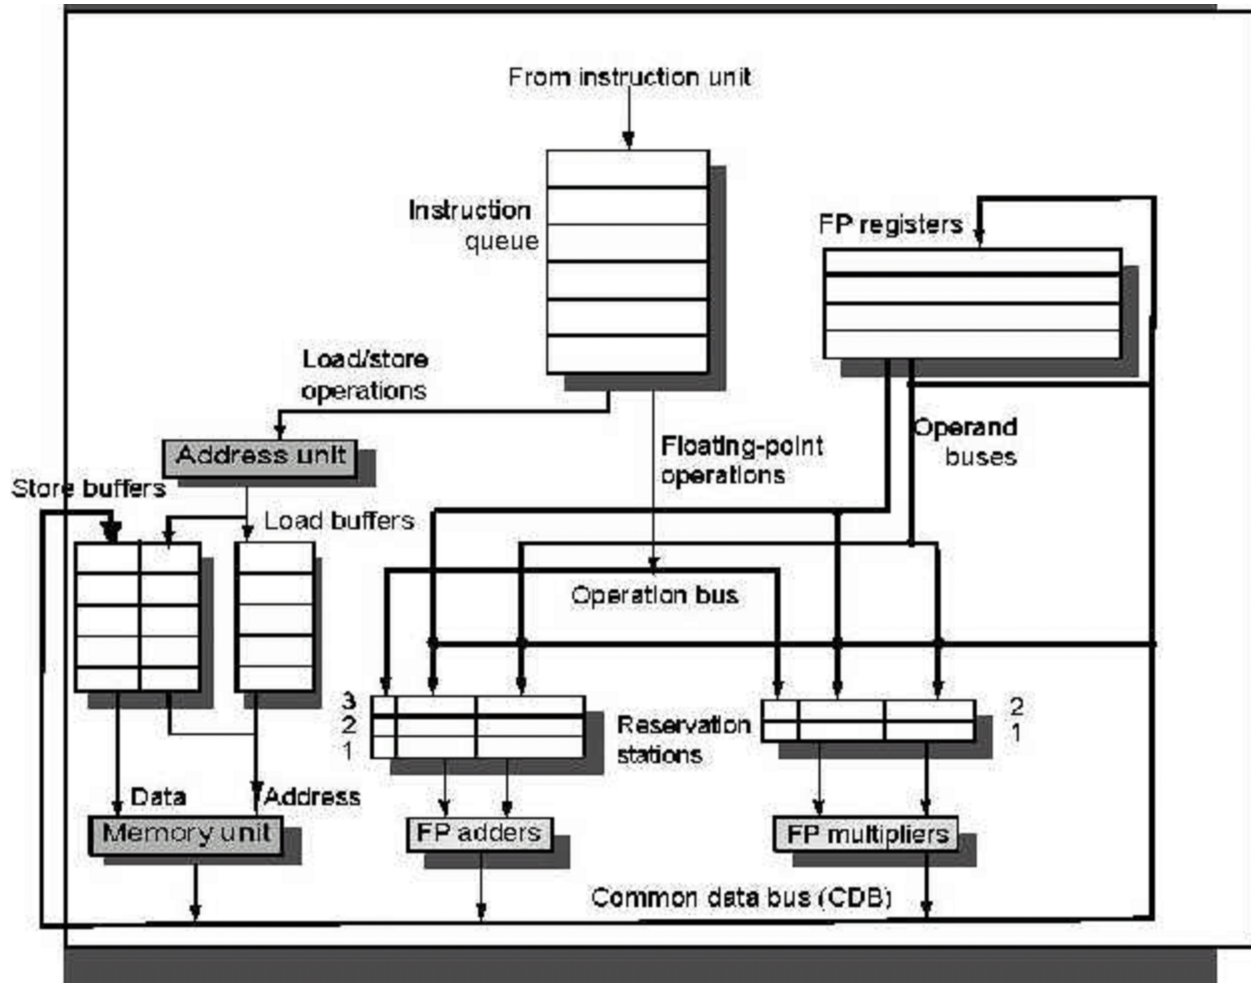 From instruction unit
Instruction
queue
FP registers
Load/store
operations
Address unit
Floating-point
operations
Operand
buses
Store buffers
Load buffers
Operation bus
3
2
1
Reservation
stations
2
1
Data
Address
Memory unit
FP adders
FP multipliers
Common data bus (CDB)